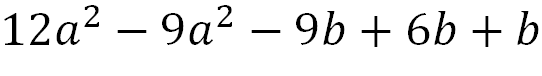 12a² − 9a² − 9b + 6b + b